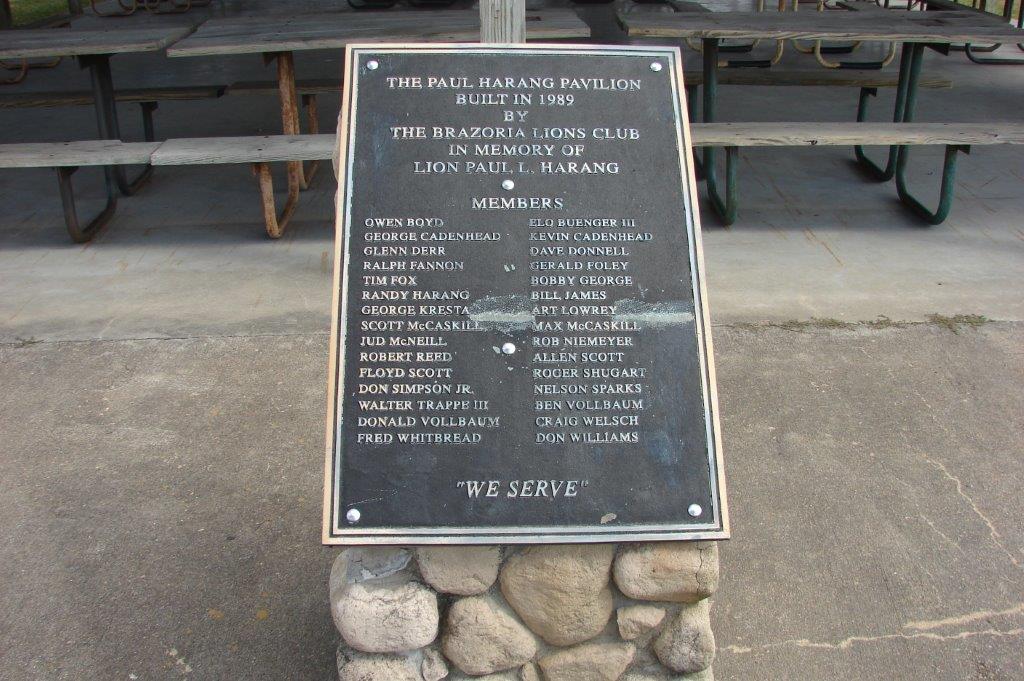 THE PAUL HARANG PAVILION
BUILT IN 1989
BY
THE BRAZORIA LIONS CLUB
IN MEMORY OF
LION PAUL L. HARANG
MEMBERS
OWEN BOYD ELO BUENGER III
GEORGE CADENHEAD KEVIN CADENHEAD
GLENN DERR DAVE DONNELL
RALPH FANNON GERALD FOLEY
TIM FOX BOBBY GEORGE
RANDY HARANG BILL JAMES
GEORGE KRESTA ART LOWREY
SCOTT McCASKILL MAX McCASKILL
JUD McNEILL ROB NIEMEYER
ROBERT REED ALLEN SCOTT
FLOYD SCOTT ROGER SHUGART
DON SIMPSON JR. NELSON SPARKS
WALTER TRAPPE III BEN VOLLBAUM
DONALD VOLLBAUM CRAIG WELSCH
FRED WHITBREAD DON WILLIAMS
"WE SERVE"